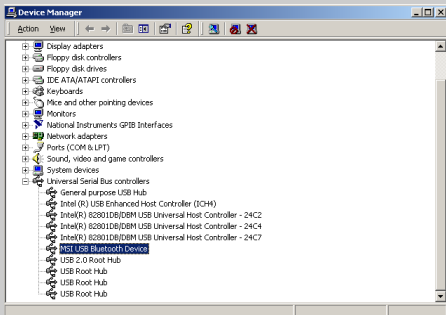 Device Manager
Action View
Display adapters
Floppy disk controllers
Floppy disk drives
IDE ATA/ATAPI controllers
Keyboards
Mice and other pointing devices
Monitors
National Instruments GPIB Interfaces
Network adapters
Ports (COM & LPT)
Sound, video and game controllers
System devices
Universal Serial Bus controllers
General purpose USB Hub
Intel (R) USB Enhanced Host Controller (ICH4)
Intel(R) 82801DB/DBM USB Universal Host Controller - 24C2
Intel(R) 82801DB/DBM USB Universal Host Controller - 24C4
Intel(R) 82801DB/DBM USB Universal Host Controller - 24C7
MSI USB Bluetooth Device
USB 2.0 Root Hub
USB Root Hub
USB Root Hub
USB Root Hub